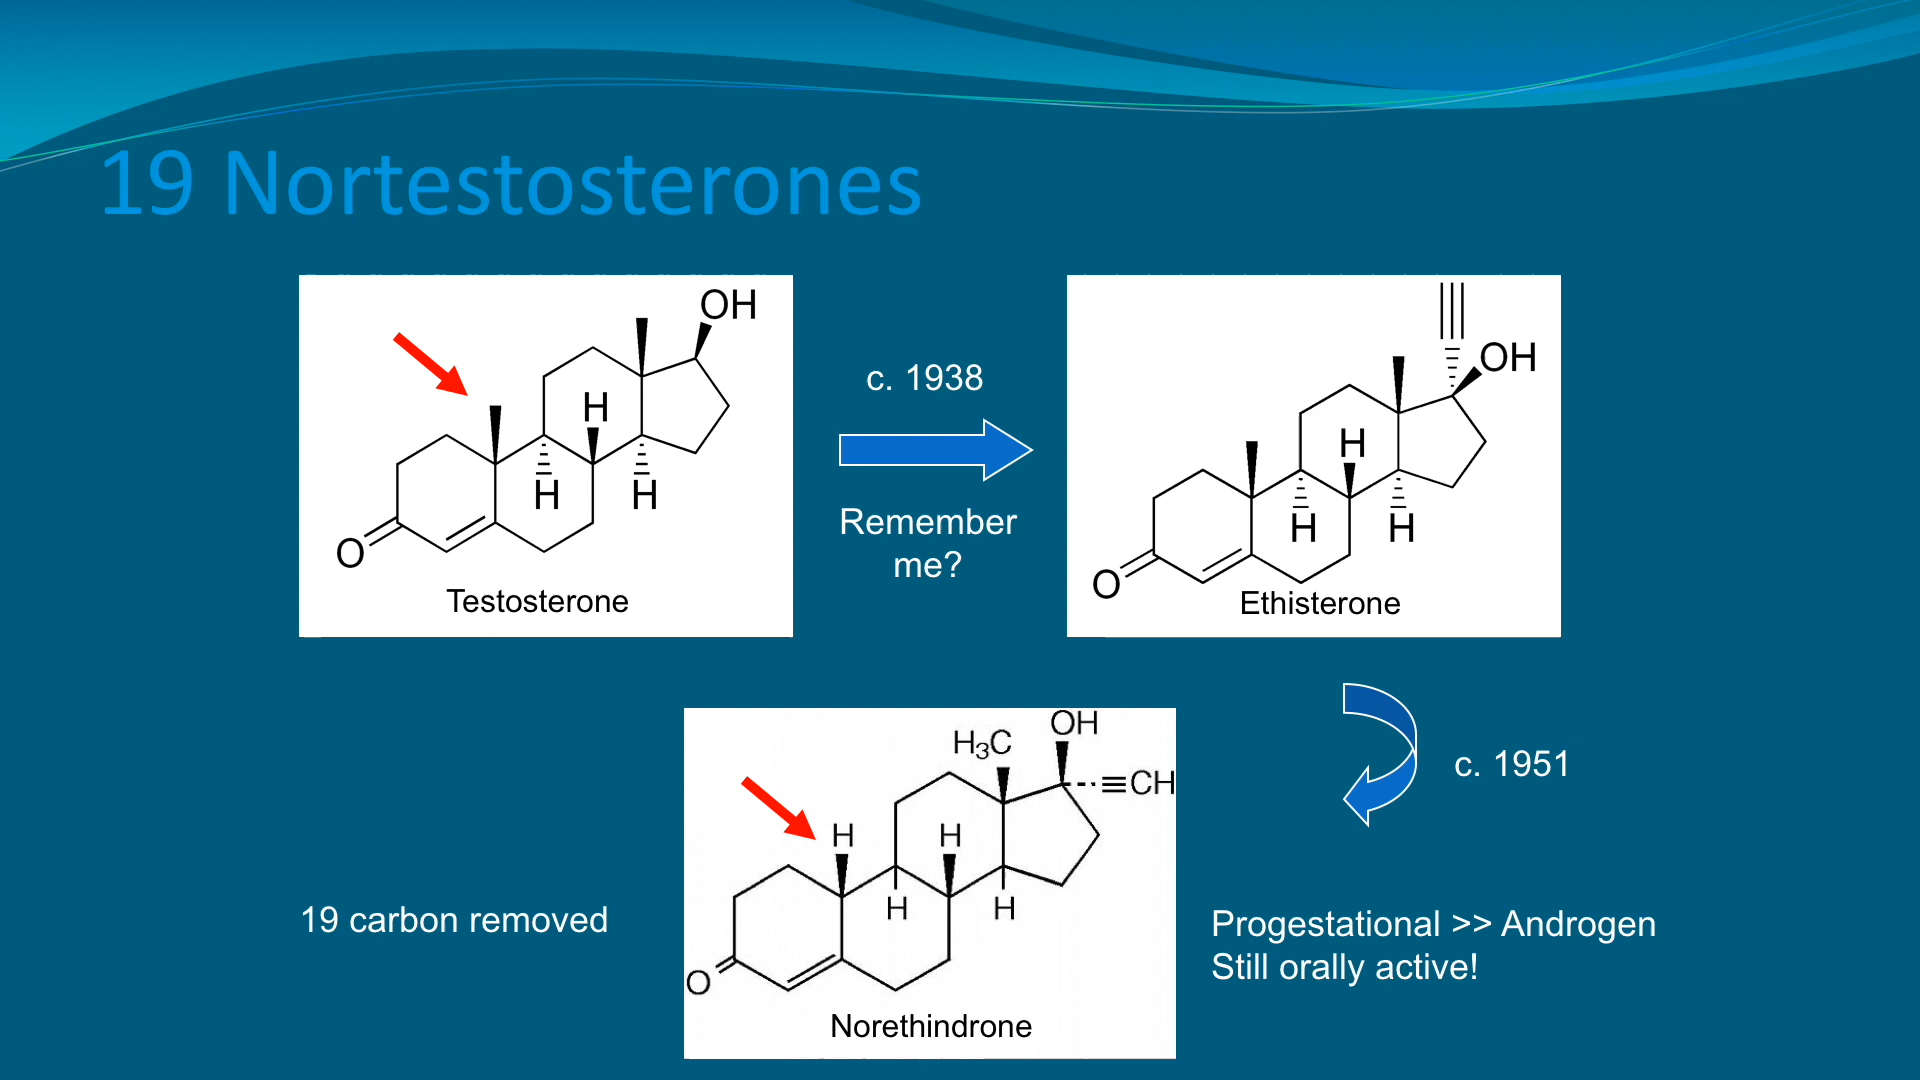 19 Nortestosterones
OH
H
H
H
O
Testosterone
c. 1938
Remember
me?
OH
H
H
H
O
Ethisterone
c. 1951
OH
H₃C
CH
H
H
H
H
O
Norethindrone
19 carbon removed
Progestational >> Androgen
Still orally active!